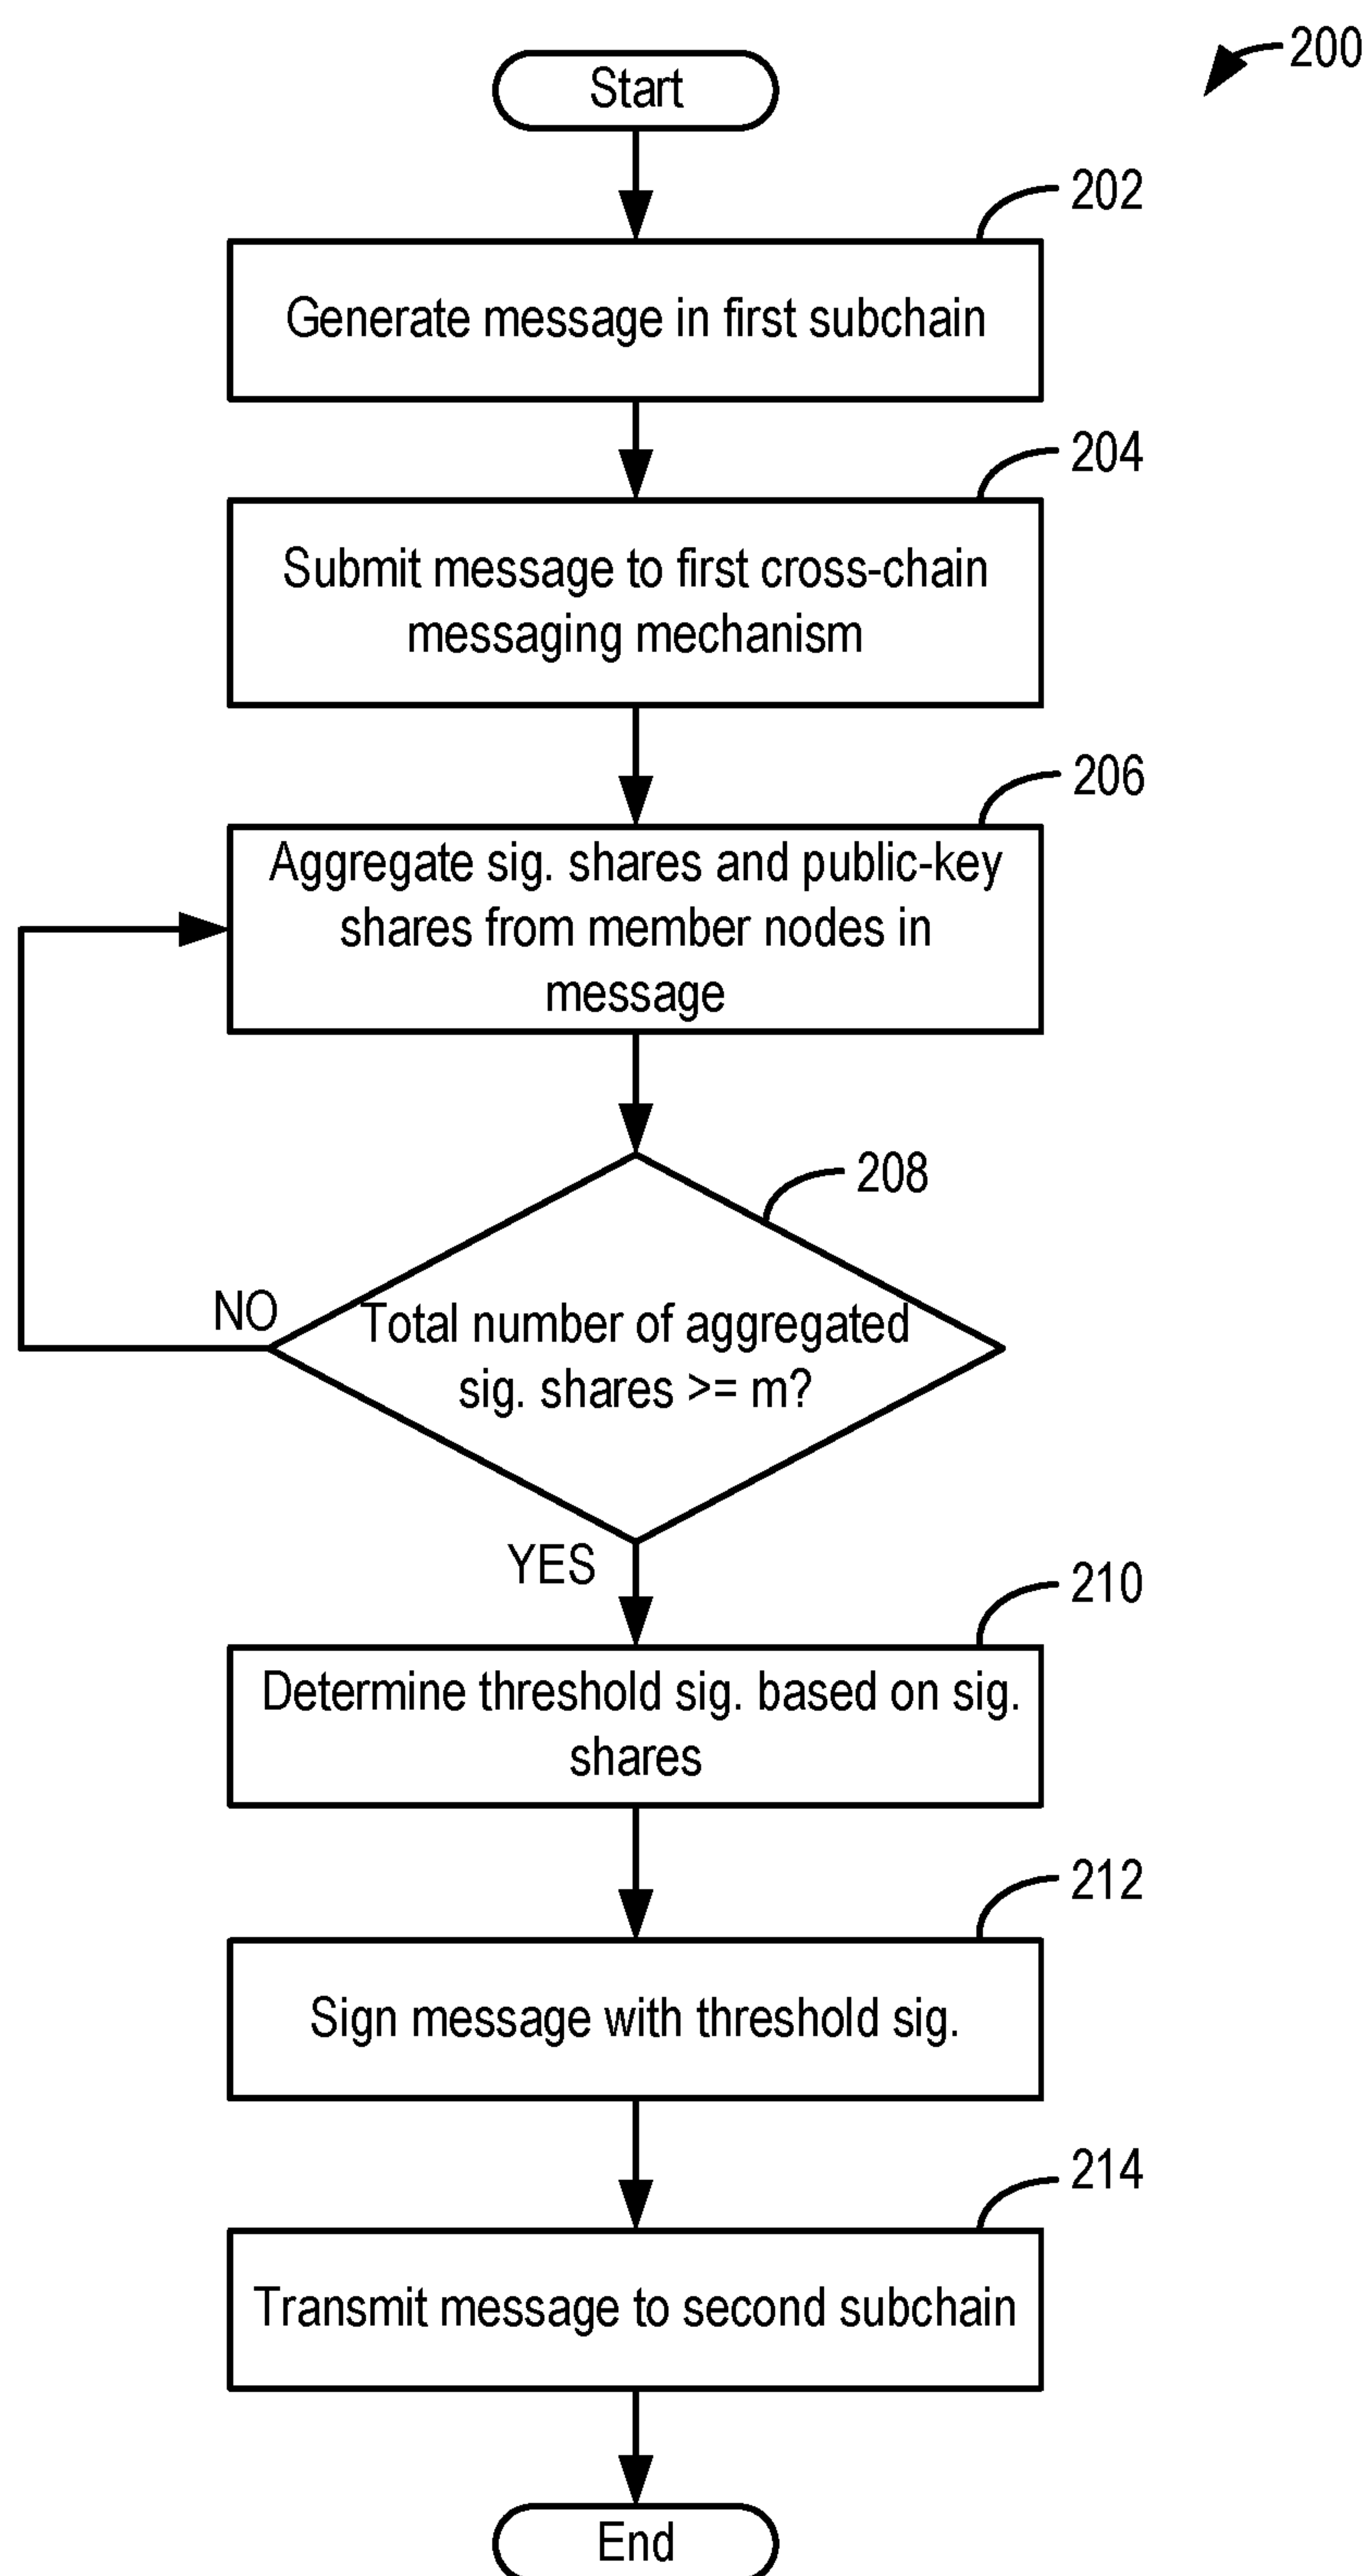 200
Start
202
Generate message in first subchain
204
Submit message to first cross-chain
messaging mechanism
206
Aggregate sig. shares and public-key
shares from member nodes in
message
208
NO
Total number of aggregated
sig. shares >= m?
YES
210
Determine threshold sig. based on sig.
shares
212
Sign message with threshold sig.
214
Transmit message to second subchain
End